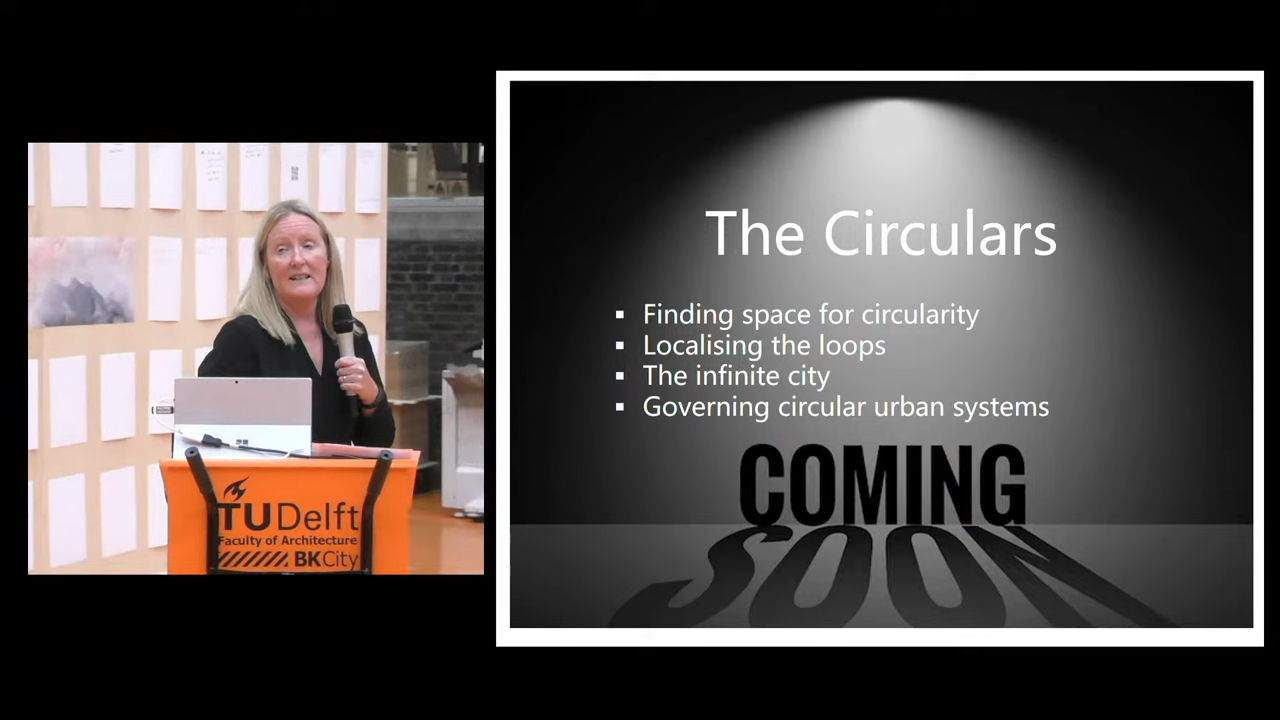 The Circulars
▪ Finding space for circularity
▪ Localising the loops
▪ The infinite city
▪ Governing circular urban systems
COMING
SOON
TU Delft
Faculty of Architecture
BK City